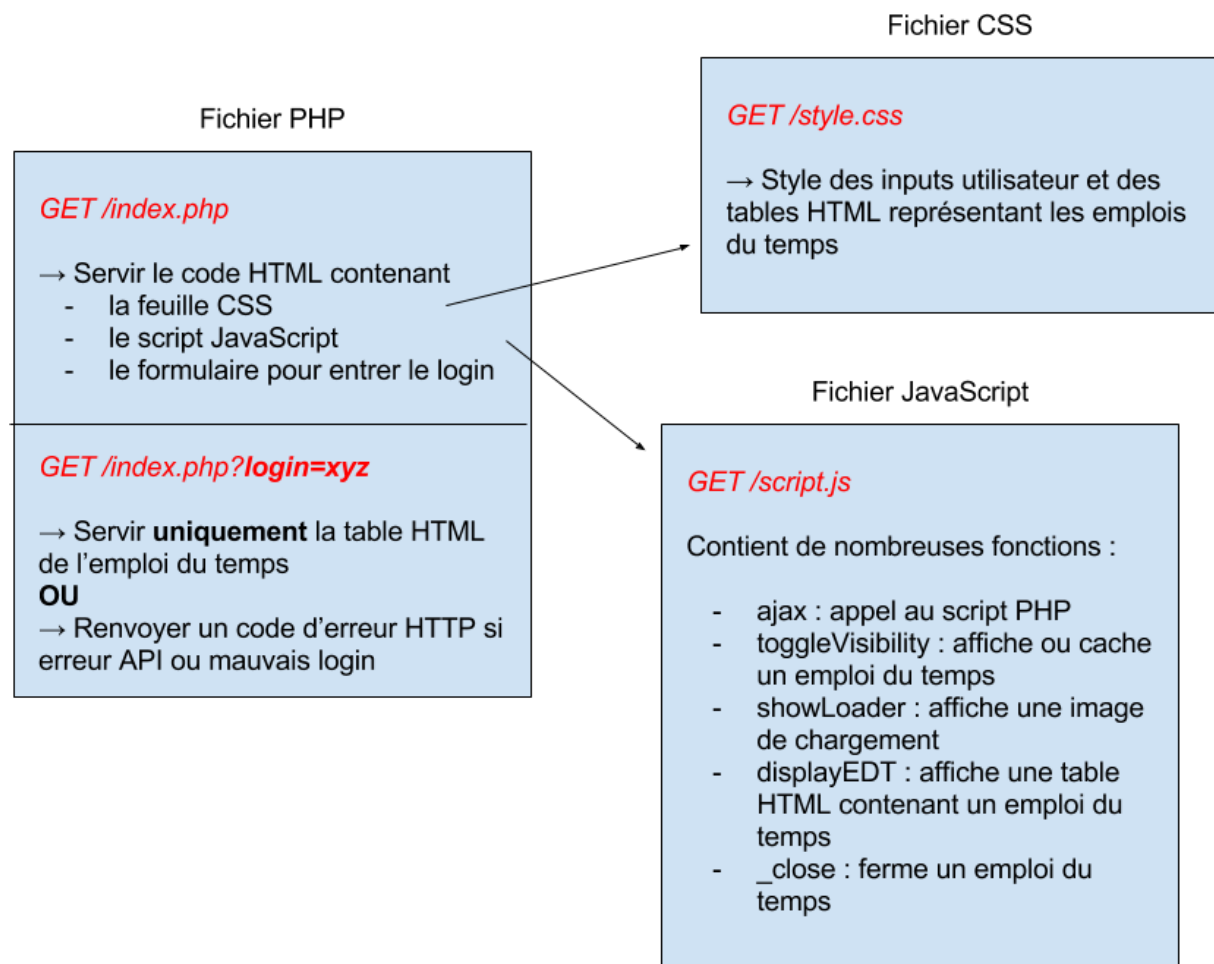 Fichier PHP
GET /index.php
→ Servir le code HTML contenant
- la feuille CSS
- le script JavaScript
- le formulaire pour entrer le login
GET /index.php?login=xyz
→ Servir uniquement la table HTML
de l’emploi du temps
OU
→ Renvoyer un code d’erreur HTTP si
erreur API ou mauvais login
Fichier CSS
GET /style.css
→ Style des inputs utilisateur et des
tables HTML représentant les emplois
du temps
Fichier JavaScript
GET /script.js
Contient de nombreuses fonctions :
- ajax : appel au script PHP
- toggleVisibility : affiche ou cache
un emploi du temps
- showLoader : affiche une image
de chargement
- displayEDT : affiche une table
HTML contenant un emploi du
temps
- _close : ferme un emploi du
temps